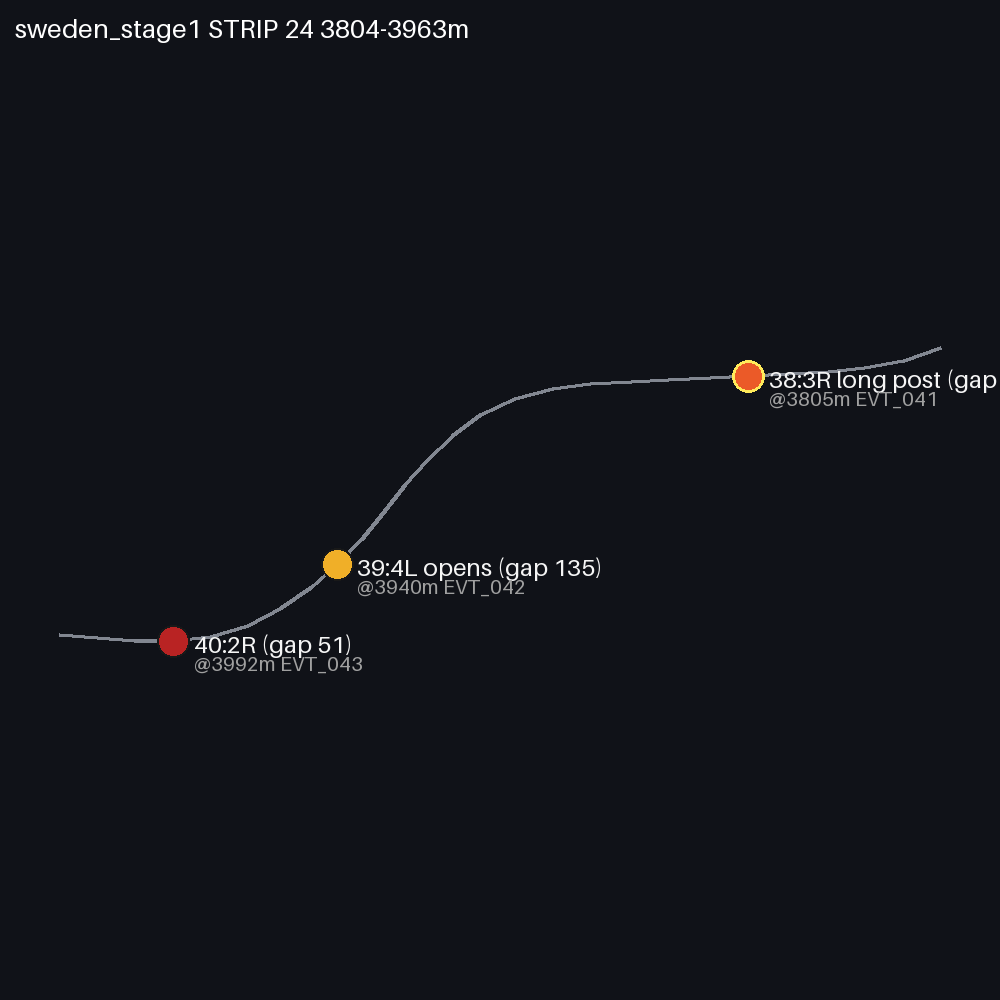 sweden_stage1 STRIP 24 3804-3963m
38:3R long post (gap
@3805m EVT_041
39:4L opens (gap 135)
@3940m EVT_042
40:2R (gap 51)
@3992m EVT_043